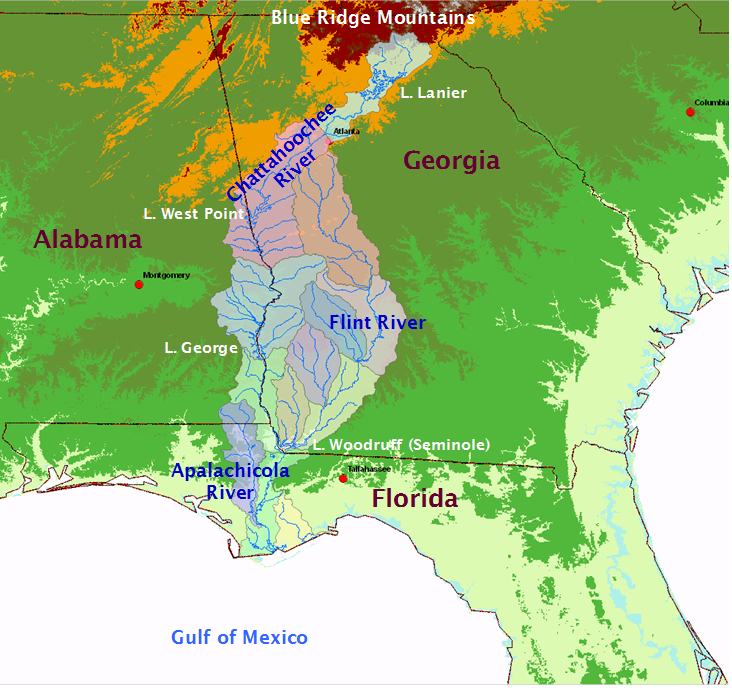 Blue Ridge Mountains
L. Lanier
Columbia
Atlanta
Chattahoochee
River
Georgia
L. West Point
Alabama
Montgomery
Flint River
L. George
L. Woodruff (Seminole)
Apalachicola
River
Tallahassee
Florida
Gulf of Mexico